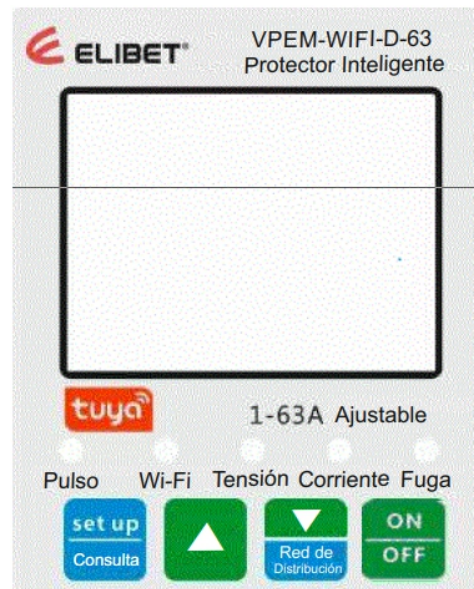 ELIBET®
VPEM-WIFI-D-63
Protector Inteligente
tuya
1-63A Ajustable
Pulso Wi-Fi Tensión Corriente Fuga
set up
Consulta
Red de
Distribución
ON
OFF